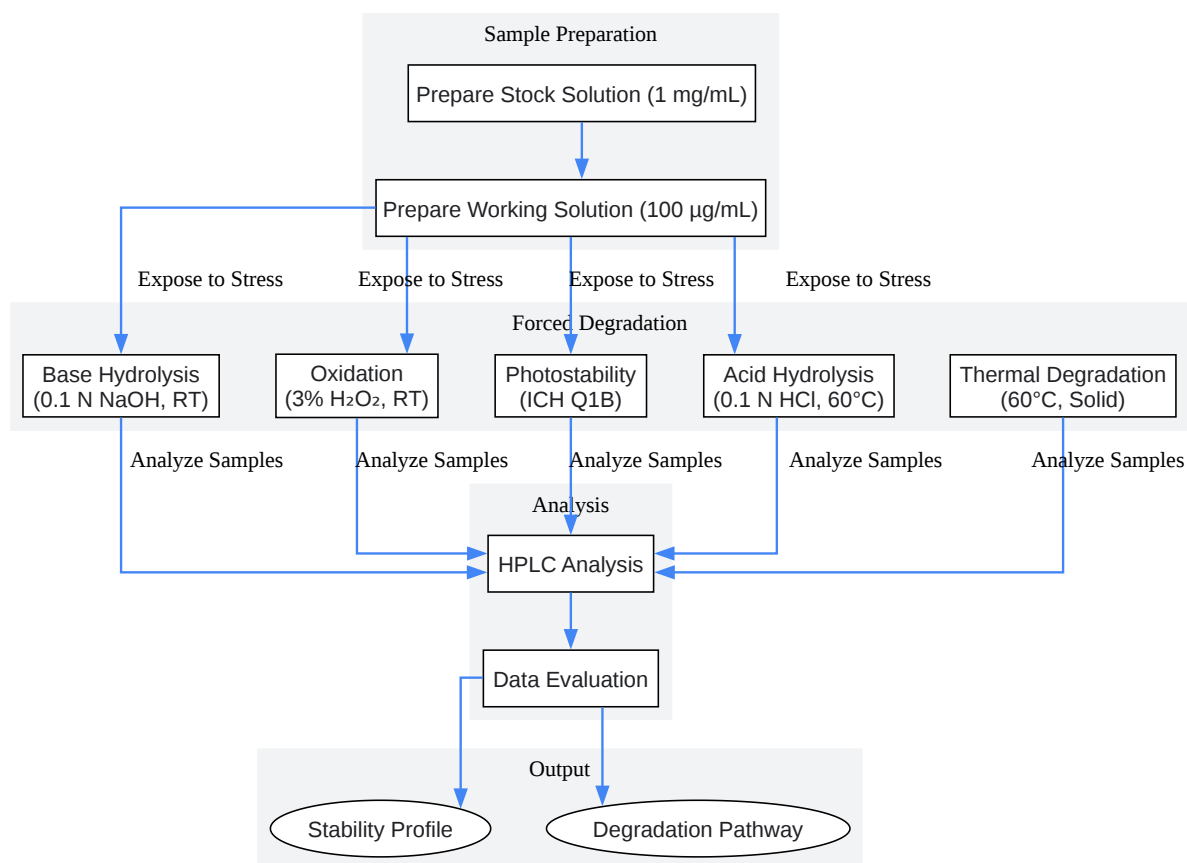 Sample Preparation
Prepare Stock Solution (1 mg/mL)
Prepare Working Solution (100 µg/mL)
Expose to Stress
Expose to Stress
Expose to Stress
Expose to Stress
Forced Degradation
Base Hydrolysis
(0.1 N NaOH, RT)
Oxidation
(3% H₂O₂, RT)
Photostability
(ICH Q1B)
Acid Hydrolysis
(0.1 N HCl, 60°C)
Thermal Degradation
(60°C, Solid)
Analyze Samples
Analyze Samples
Analyze Samples
Analyze Samples
Analyze Samples
Analysis
HPLC Analysis
Data Evaluation
Output
Stability Profile
Degradation Pathway